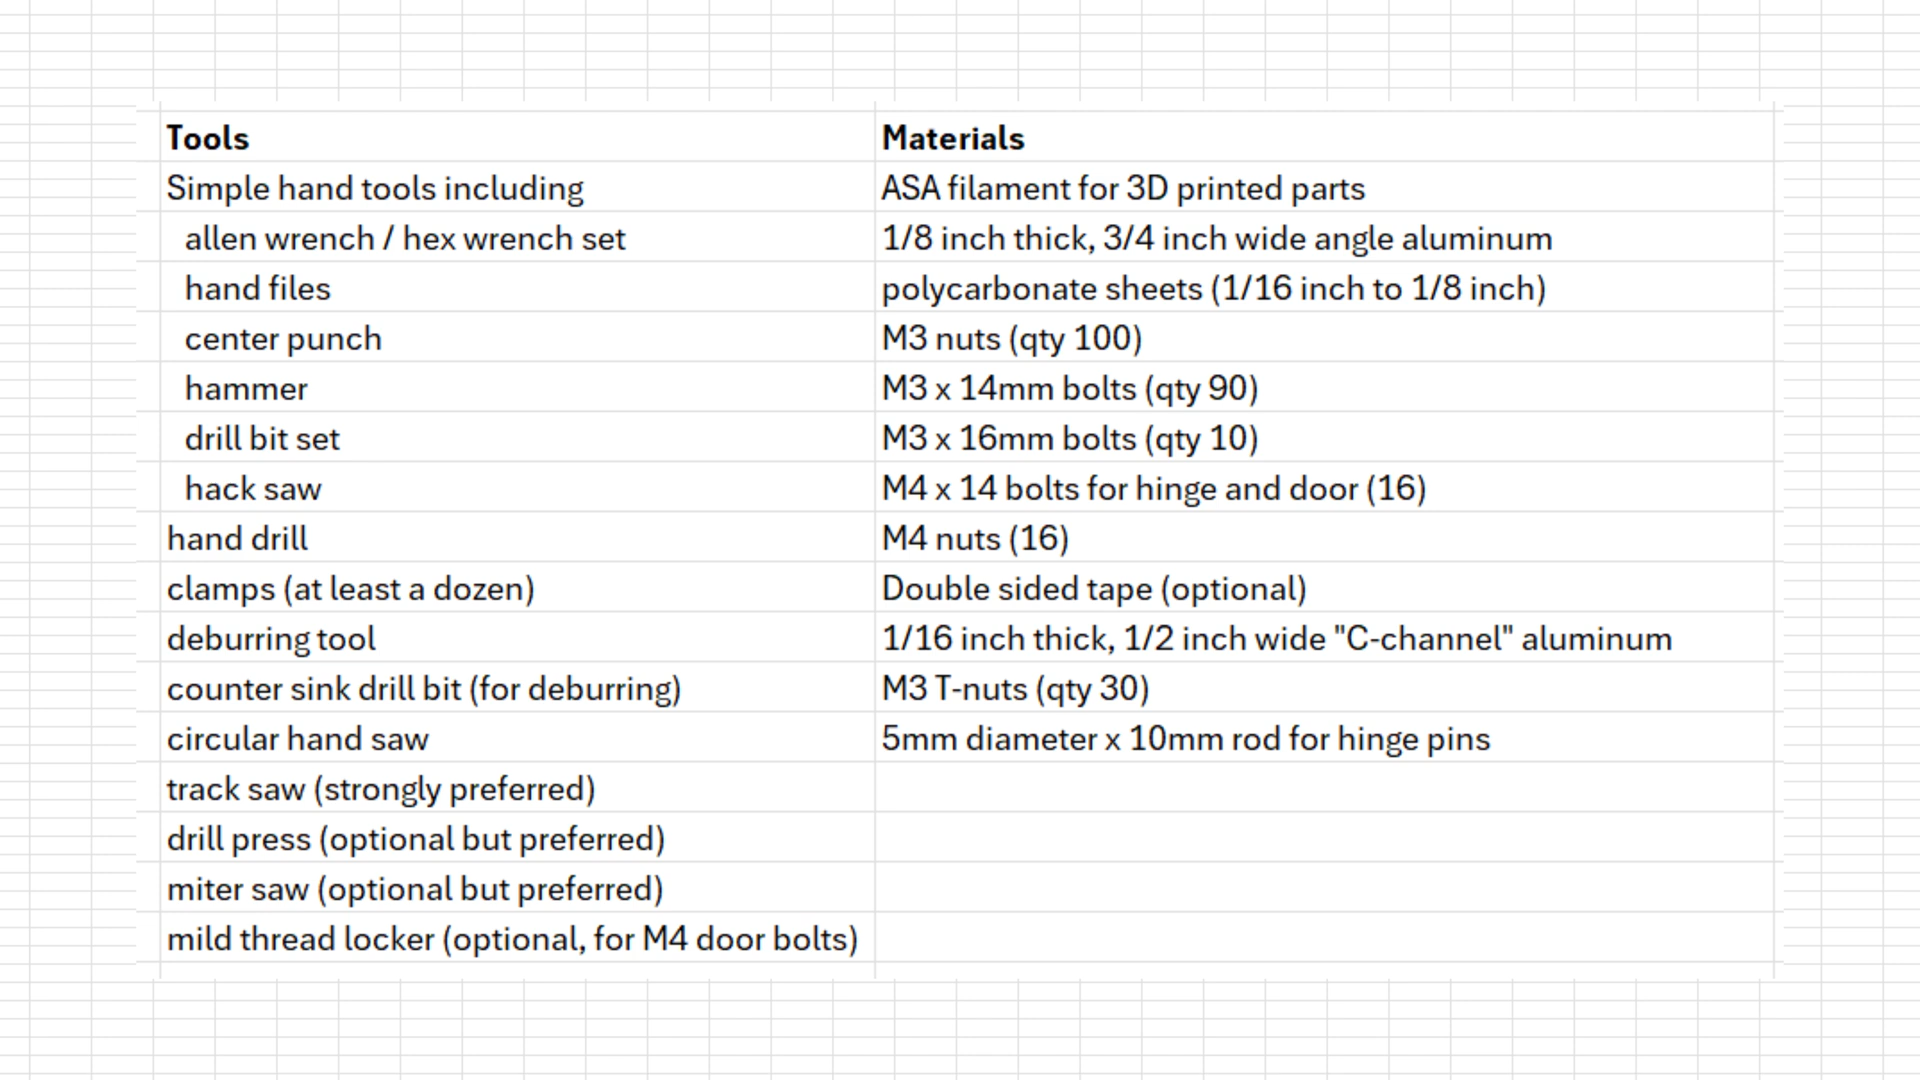 Tools
Materials
Simple hand tools including
ASA filament for 3D printed parts
allen wrench / hex wrench set
1/8 inch thick, 3/4 inch wide angle aluminum
hand files
polycarbonate sheets (1/16 inch to 1/8 inch)
center punch
M3 nuts (qty 100)
hammer
M3 x 14mm bolts (qty 90)
drill bit set
M3 x 16mm bolts (qty 10)
hack saw
M4 x 14 bolts for hinge and door (16)
hand drill
M4 nuts (16)
clamps (at least a dozen)
Double sided tape (optional)
deburring tool
1/16 inch thick, 1/2 inch wide "C-channel" aluminum
counter sink drill bit (for deburring)
M3 T-nuts (qty 30)
circular hand saw
5mm diameter x 10mm rod for hinge pins
track saw (strongly preferred)
drill press (optional but preferred)
miter saw (optional but preferred)
mild thread locker (optional, for M4 door bolts)